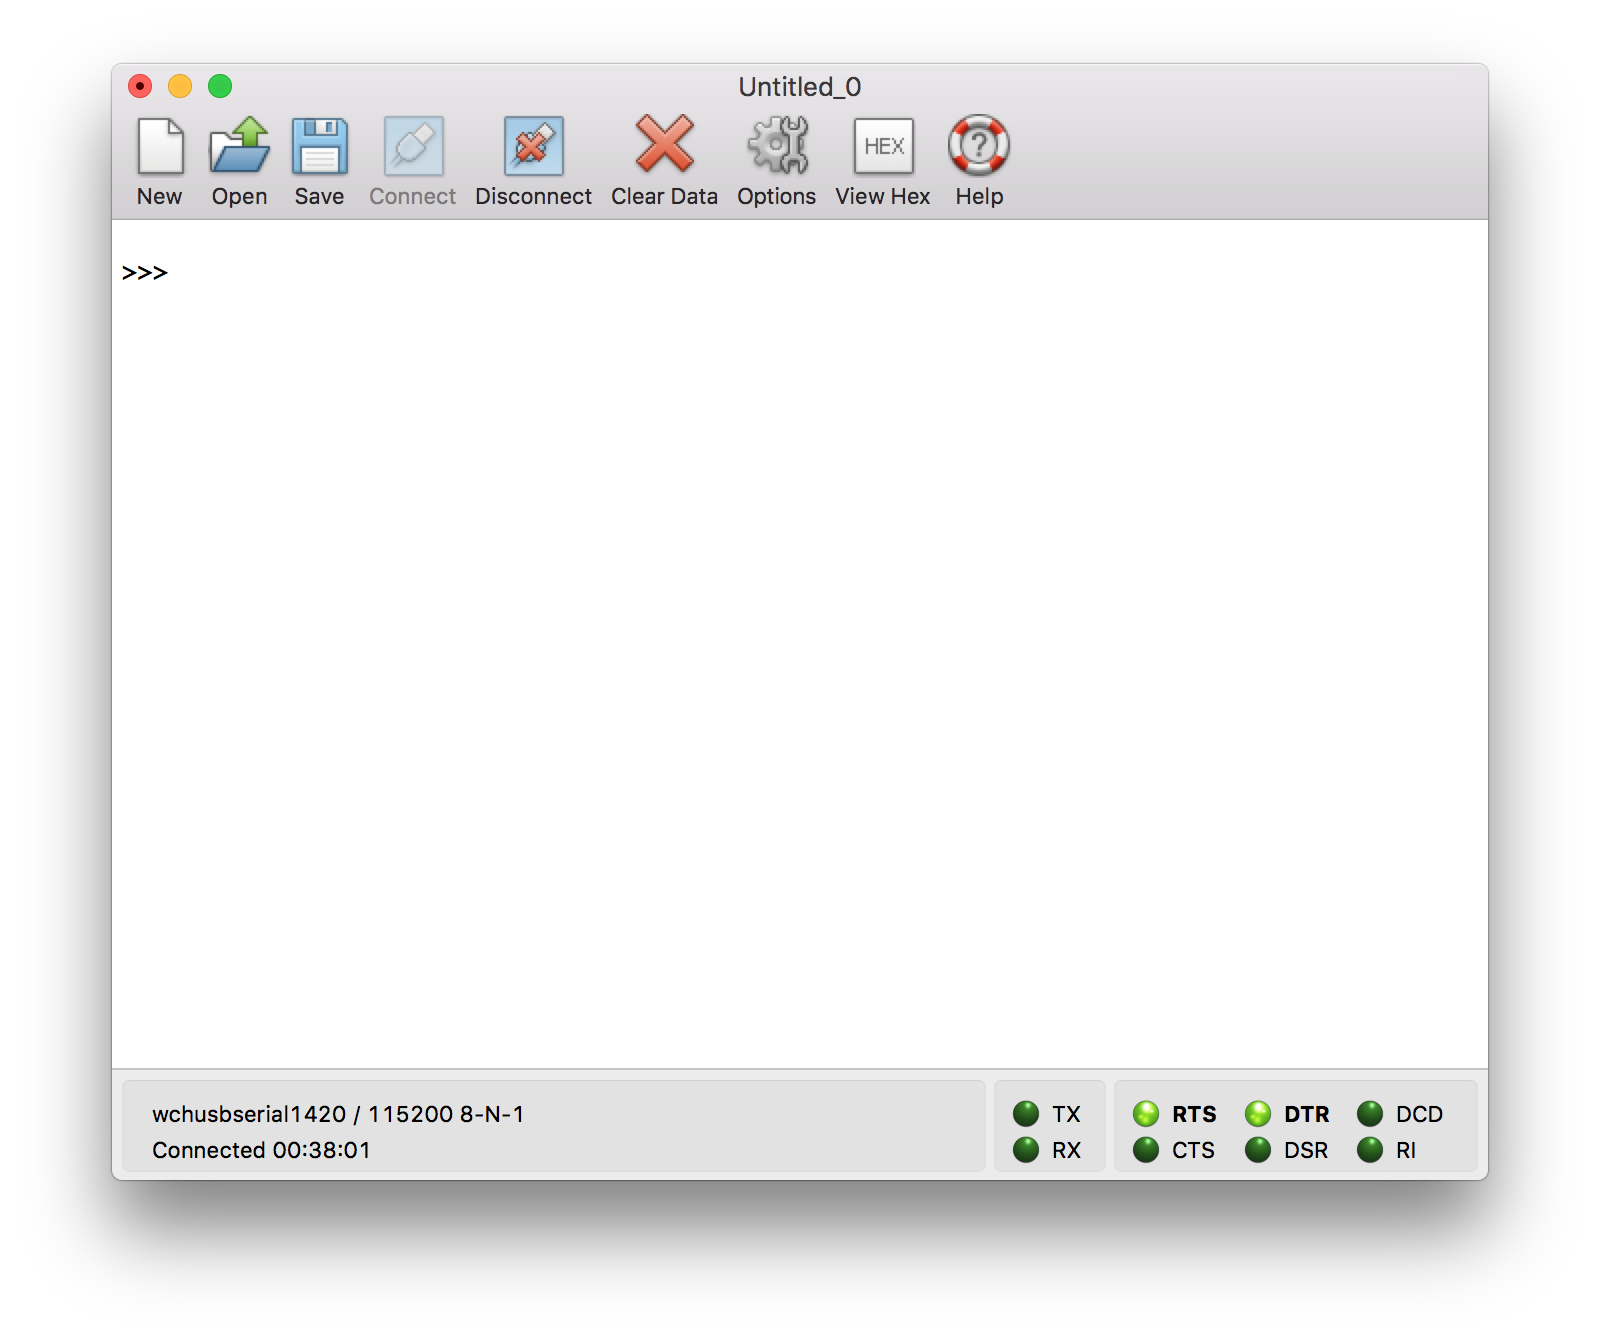 Untitled_0
HEX ?
New Open Save Connect Disconnect Clear Data Options View Hex Help
>>>
wchusbserial1420 / 115200 8-N-1 TX RTS DTR DCD
Connected 00:38:01 RX CTS DSR RI